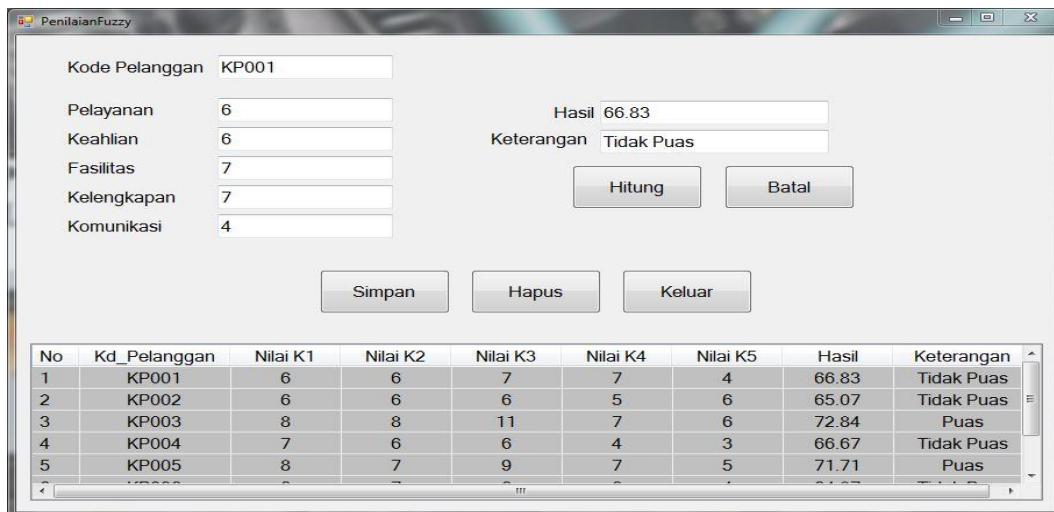 PenilaianFuzzy
Kode Pelanggan KP001
Pelayanan 6
Keahlian 6
Fasilitas 7
Kelengkapan 7
Komunikasi 4
Hasil 66.83
Keterangan Tidak Puas
Hitung Batal
Simpan Hapus Keluar
No Kd_Pelanggan Nilai K1 Nilai K2 Nilai K3 Nilai K4 Nilai K5 Hasil Keterangan
1 KP001 6 6 7 7 4 66.83 Tidak Puas
2 KP002 6 6 6 5 6 65.07 Tidak Puas
3 KP003 8 8 11 7 6 72.84 Puas
4 KP004 7 6 6 4 3 66.67 Tidak Puas
5 KP005 8 7 9 7 5 71.71 Puas